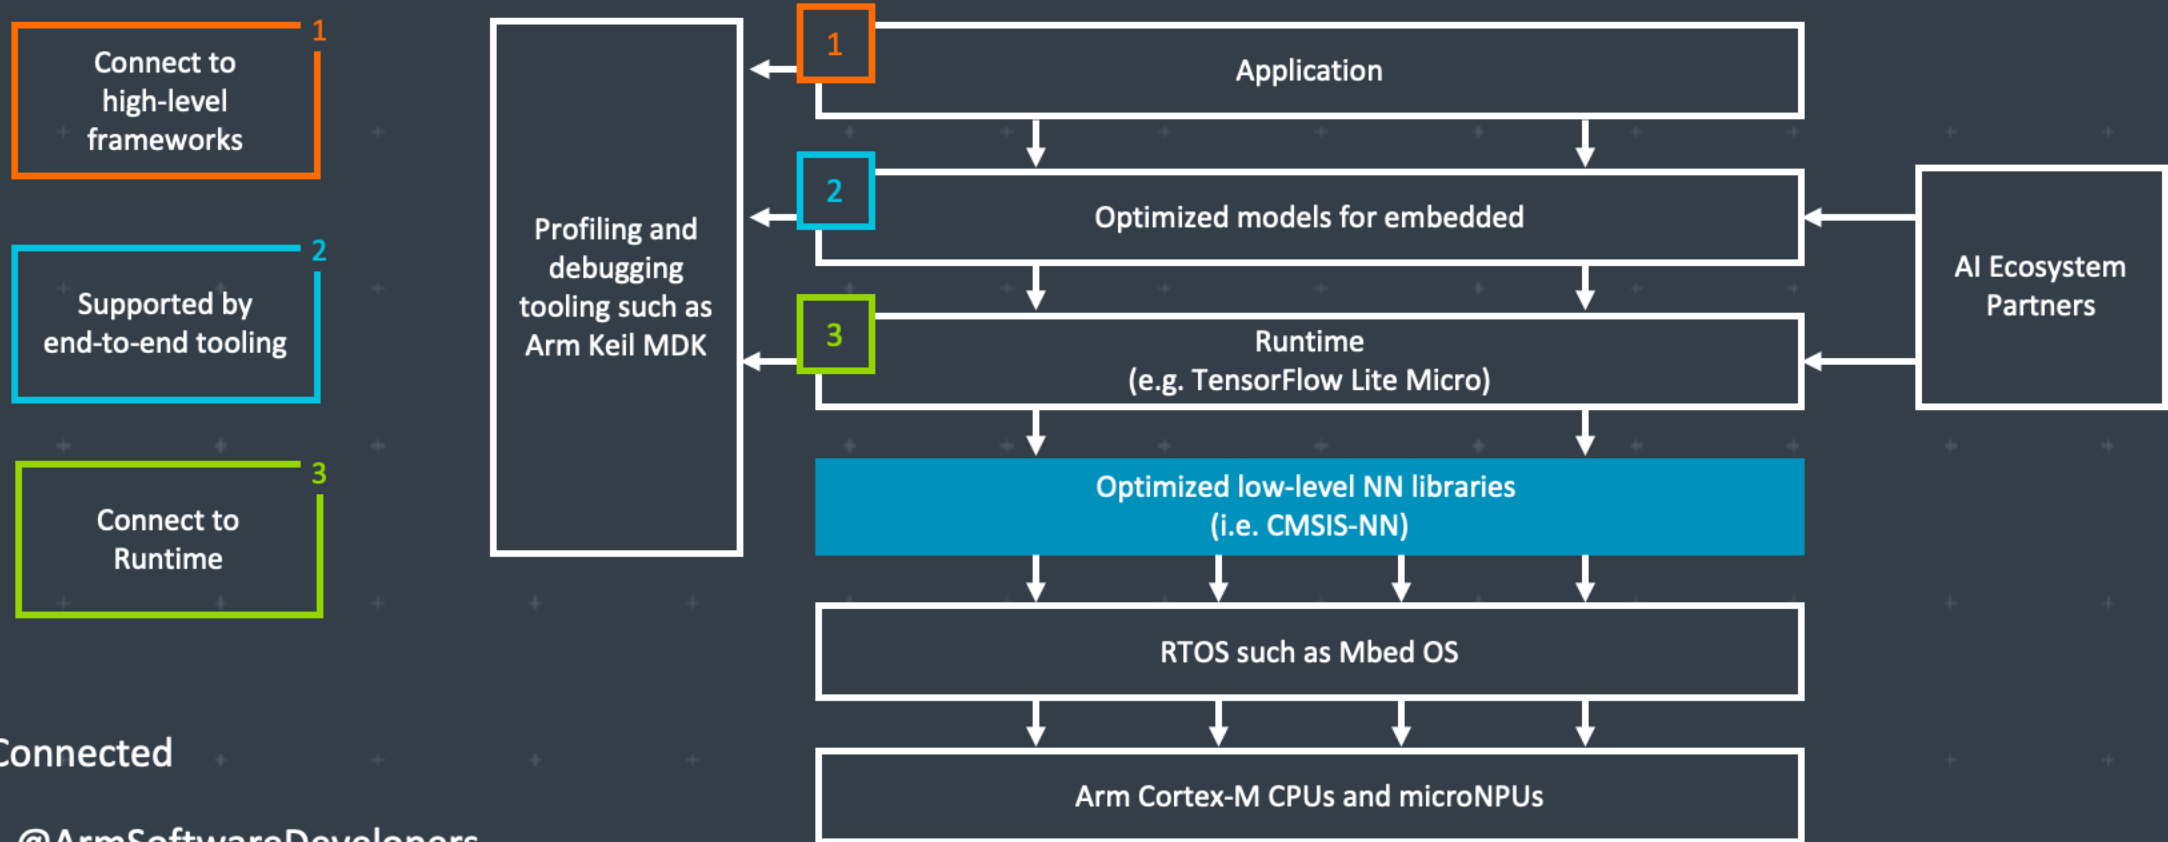 1
Connect to
high-level
frameworks
2
Supported by
end-to-end tooling
3
Connect to
Runtime
Connected
@ArmSoftwareDevelopers
Profiling and
debugging
tooling such as
Arm Keil MDK
1
Application
2
Optimized models for embedded
3
Runtime
(e.g. TensorFlow Lite Micro)
Optimized low-level NN libraries
(i.e. CMSIS-NN)
RTOS such as Mbed OS
Arm Cortex-M CPUs and microNPUs
AI Ecosystem
Partners